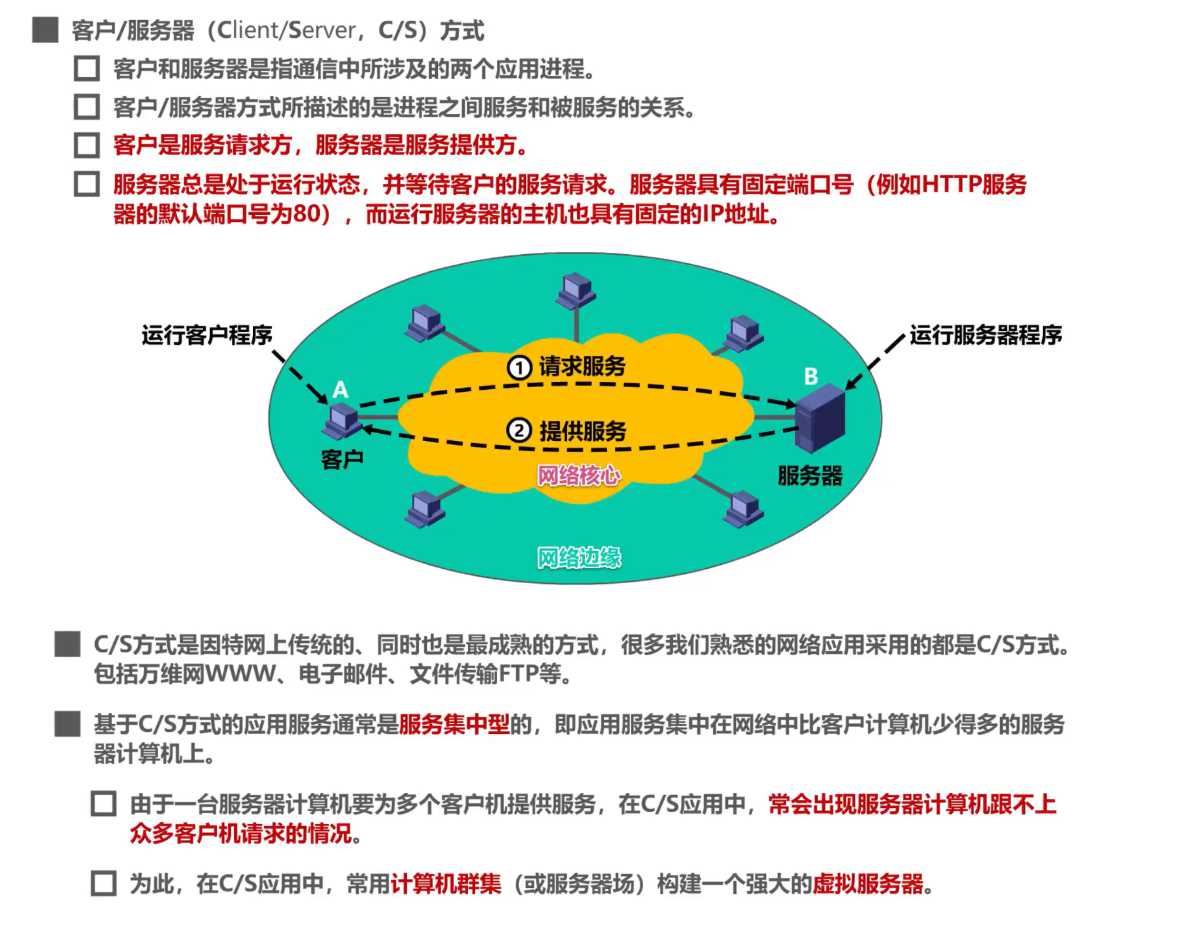 客户/服务器（Client/Server，C/S）方式
客户和服务器是指通信中所涉及的两个应用进程。
客户/服务器方式所描述的是进程之间服务和被服务的关系。
客户是服务请求方，服务器是服务提供方。
服务器总是处于运行状态，并等待客户的服务请求。服务器具有固定端口号（例如HTTP服务
器的默认端口号为80），而运行服务器的主机也具有固定的IP地址。
运行客户程序
运行服务器程序
① 请求服务
A
B
② 提供服务
客户
服务器
网络核心
网络边缘
C/S方式是因特网上传统的、同时也是最成熟的方式，很多我们熟悉的网络应用采用的都是C/S方式。
包括万维网WWW、电子邮件、文件传输FTP等。
基于C/S方式的应用服务通常是服务集中型的，即应用服务集中在网络中比客户计算机少得多的服务
器计算机上。
由于一台服务器计算机要为多个客户机提供服务，在C/S应用中，常会出现服务器计算机跟不上
众多客户机请求的情况。
为此，在C/S应用中，常用计算机群集（或服务器场）构建一个强大的虚拟服务器。